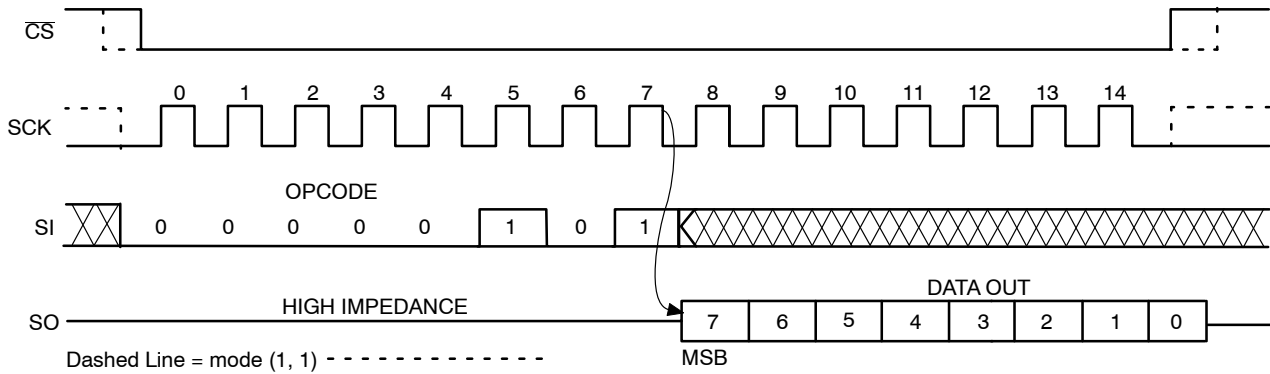 CS
0 1 2 3 4 5 6 7 8 9 10 11 12 13 14
SCK
OPCODE
SI 0 0 0 0 0 1 0 1
DATA OUT
HIGH IMPEDANCE
SO 7 6 5 4 3 2 1 0
Dashed Line = mode (1, 1) MSB